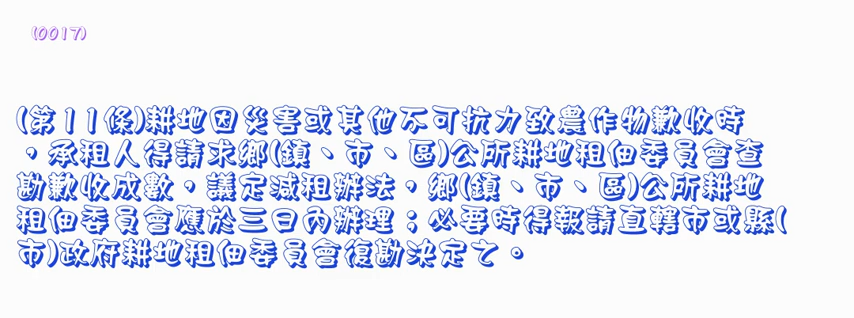 (0017)
(第11條)耕地因災害或其他不可抗力致農作物歉收時
，承租人得請求鄉(鎮、市、區)公所耕地租佃委員會查
勘歉收成數，議定減租辦法，鄉(鎮、市、區)公所耕地
租佃委員會應於三日內辦理；必要時得報請直轄市或縣(
市)政府耕地租佃委員會復勘決定之。